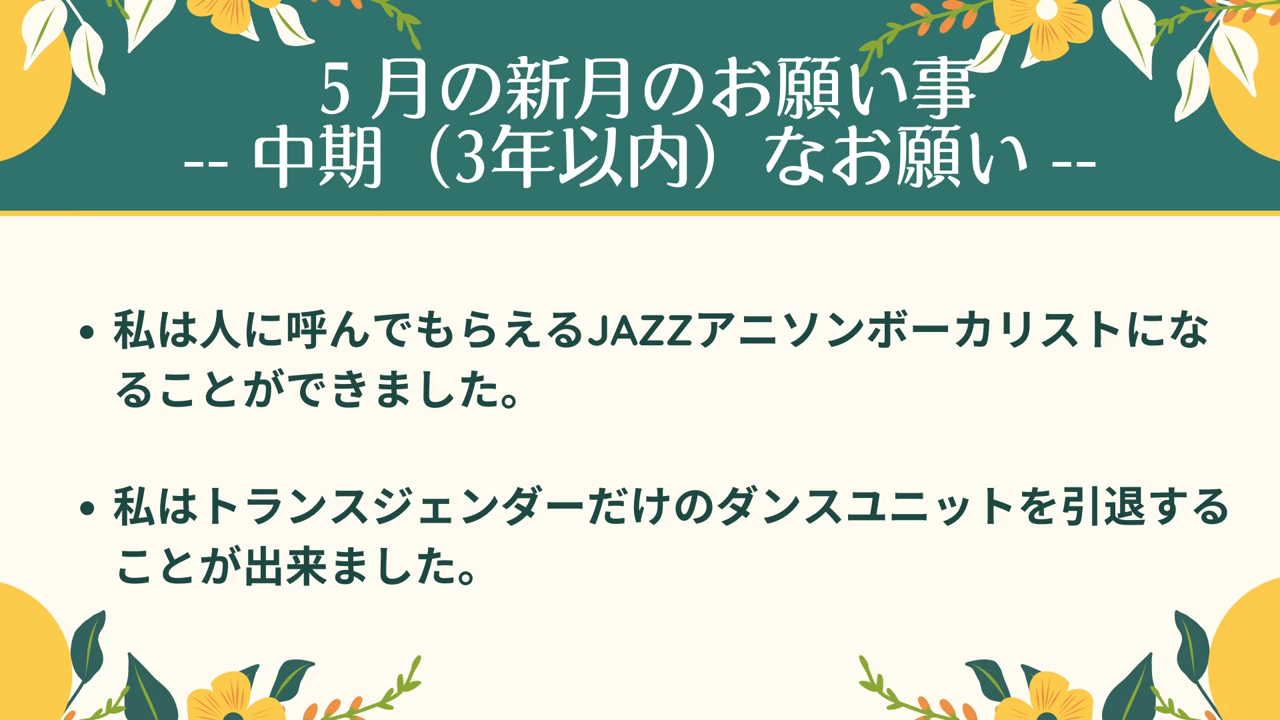 5月の新月のお願い事
-- 中期（3年以内）なお願い --
• 私は人に呼んでもらえるJAZZアニソンボーカリストにな
ることができました。
• 私はトランスジェンダーだけのダンスユニットを引退する
ことが出来ました。